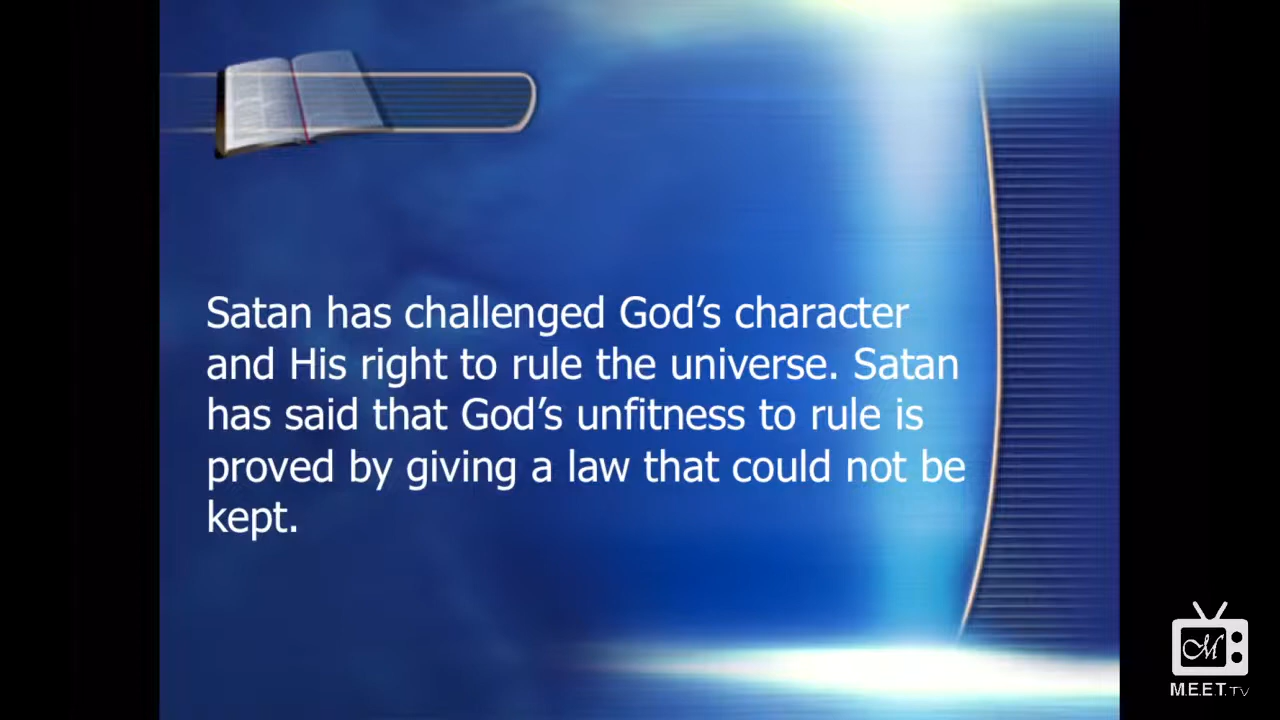 Satan has challenged God’s character
and His right to rule the universe. Satan
has said that God’s unfitness to rule is
proved by giving a law that could not be
kept.
M
M.E.E.T.TV